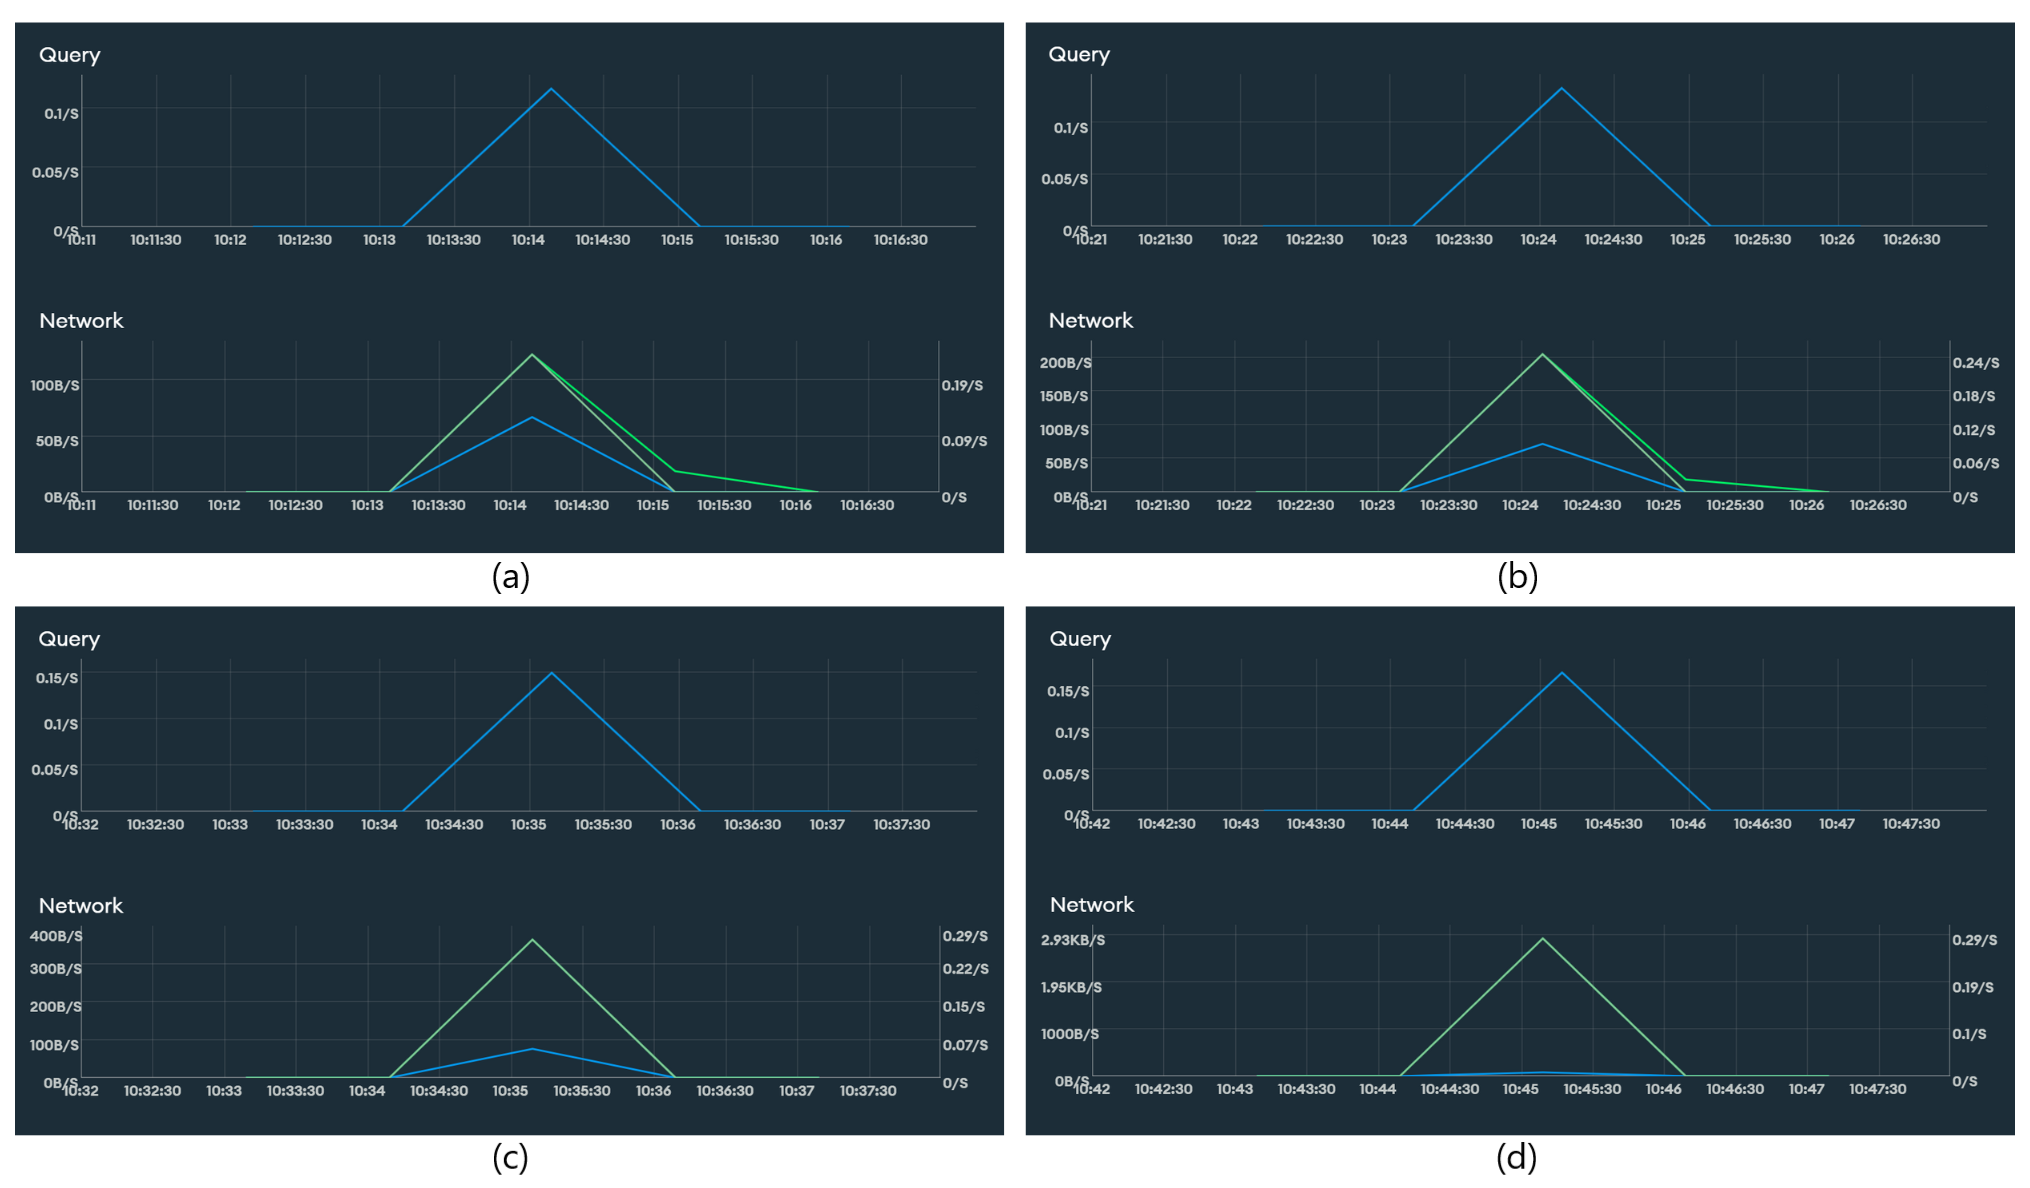 Query
0.1/S
0.05/S
0/S
10:11 10:11:30 10:12 10:12:30 10:13 10:13:30 10:14 10:14:30 10:15 10:15:30 10:16 10:16:30
Network
100B/S 0.19/S
50B/S 0.09/S
0B/S 0/S
10:11 10:11:30 10:12 10:12:30 10:13 10:13:30 10:14 10:14:30 10:15 10:15:30 10:16 10:16:30
(a)
Query
0.1/S
0.05/S
0/S
10:21 10:21:30 10:22 10:22:30 10:23 10:23:30 10:24 10:24:30 10:25 10:25:30 10:26 10:26:30
Network
200B/S 0.24/S
150B/S 0.18/S
100B/S 0.12/S
50B/S 0.06/S
0B/S 0/S
10:21 10:21:30 10:22 10:22:30 10:23 10:23:30 10:24 10:24:30 10:25 10:25:30 10:26 10:26:30
(b)
Query
0.15/S
0.1/S
0.05/S
0/S
10:32 10:32:30 10:33 10:33:30 10:34 10:34:30 10:35 10:35:30 10:36 10:36:30 10:37 10:37:30
Network
400B/S 0.29/S
300B/S 0.22/S
200B/S 0.15/S
100B/S 0.07/S
0B/S 0/S
10:32 10:32:30 10:33 10:33:30 10:34 10:34:30 10:35 10:35:30 10:36 10:36:30 10:37 10:37:30
(c)
Query
0.15/S
0.1/S
0.05/S
0/S
10:42 10:42:30 10:43 10:43:30 10:44 10:44:30 10:45 10:45:30 10:46 10:46:30 10:47 10:47:30
Network
2.93KB/S 0.29/S
1.95KB/S 0.19/S
1000B/S 0.1/S
0B/S 0/S
10:42 10:42:30 10:43 10:43:30 10:44 10:44:30 10:45 10:45:30 10:46 10:46:30 10:47 10:47:30
(d)